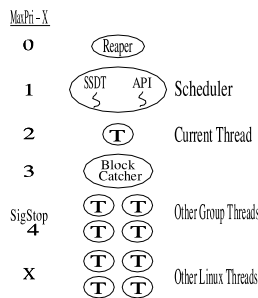 MaxPri - X
0 Reaper
1 SSDT API Scheduler
2 T Current Thread
3 Block Catcher
SigStop
4 T T T T Other Group Threads
X T T T T Other Linux Threads